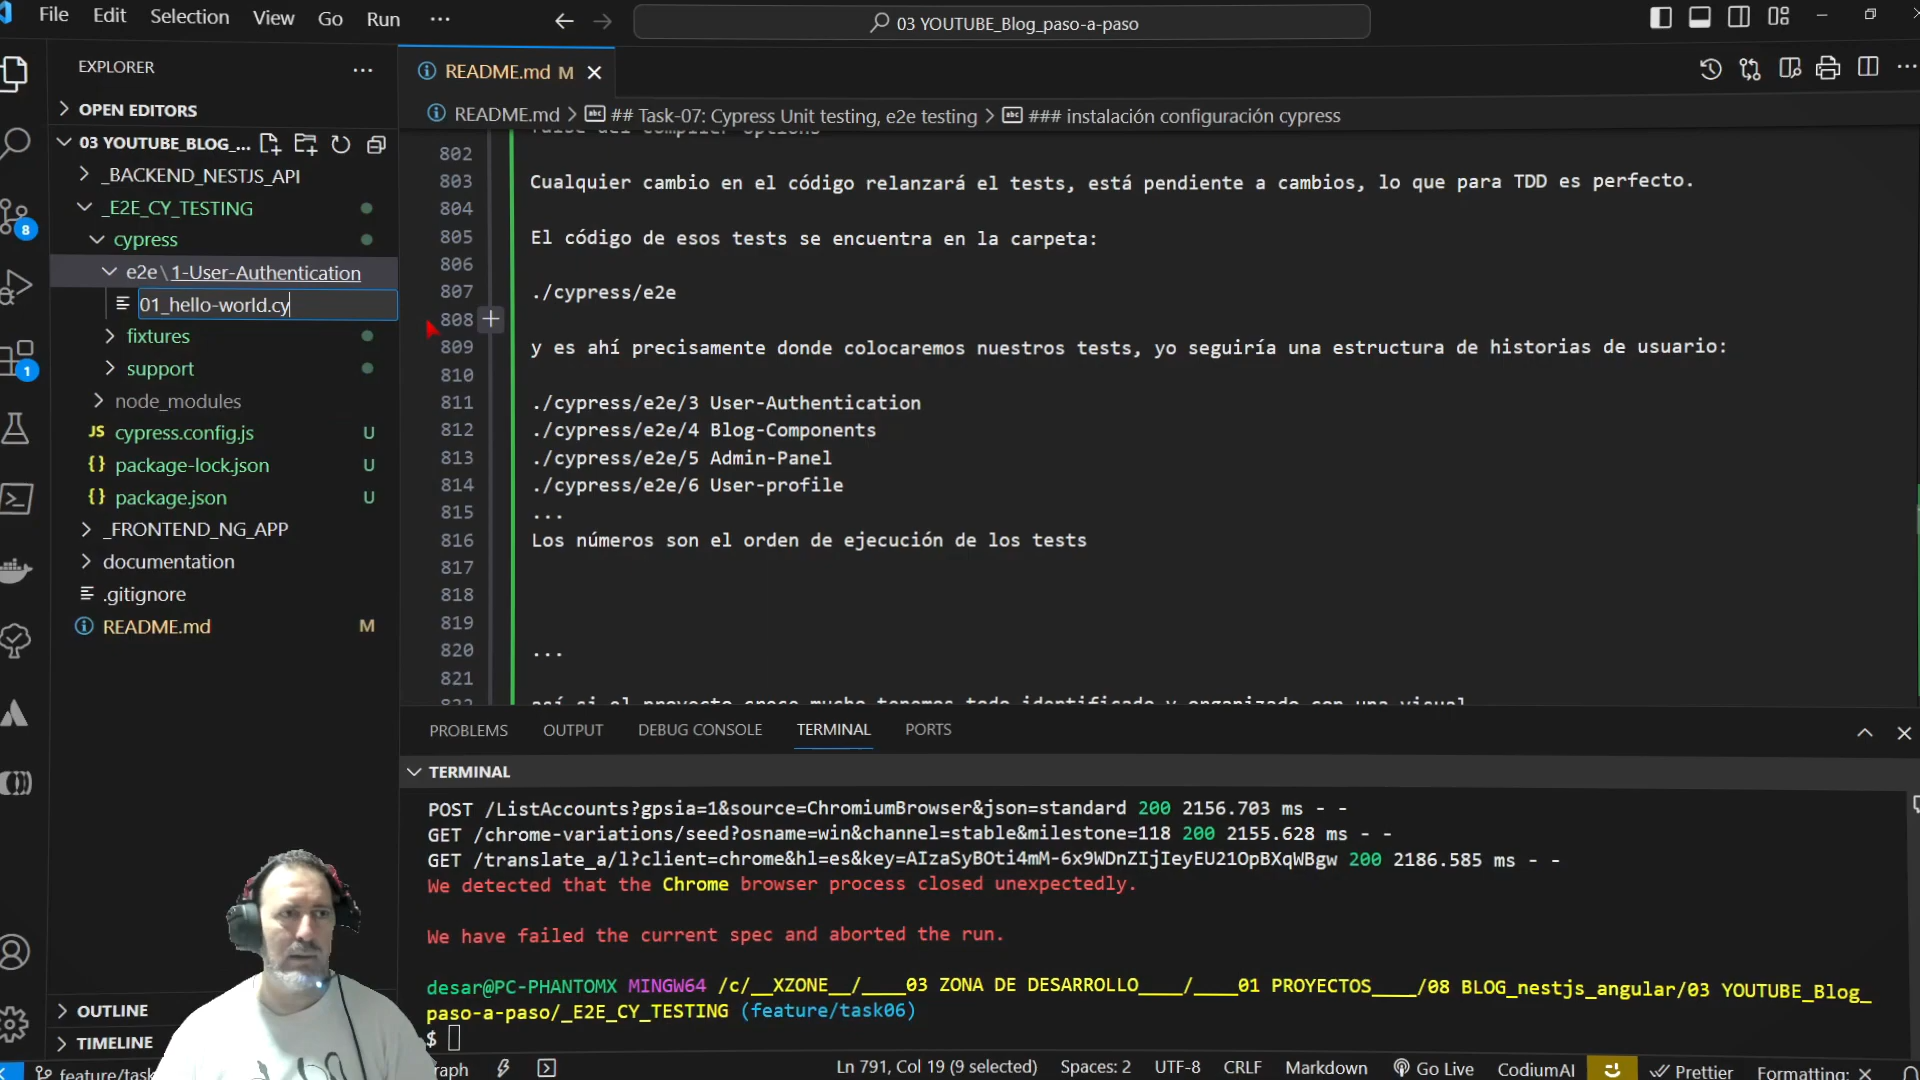 File Edit Selection View Go Run ···
03 YOUTUBE_Blog_paso-a-paso
EXPLORER
OPEN EDITORS
03 YOUTUBE_BLOG_...
_BACKEND_NESTJS_API
_E2E_CY_TESTING
cypress
e2e\1-User-Authentication
01_hello-world.cy
fixtures
support
node_modules
JS cypress.config.js U
{} package-lock.json U
{} package.json U
_FRONTEND_NG_APP
documentation
.gitignore
README.md M
OUTLINE
TIMELINE
8
1
README.md M
README.md > ## Task-07: Cypress Unit testing, e2e testing > ### instalación configuración cypress
802
803 Cualquier cambio en el código relanzará el tests, está pendiente a cambios, lo que para TDD es perfecto.
804
805 El código de esos tests se encuentra en la carpeta:
806
807 ./cypress/e2e
808
809 y es ahí precisamente donde colocaremos nuestros tests, yo seguiría una estructura de historias de usuario:
810
811 ./cypress/e2e/3 User-Authentication
812 ./cypress/e2e/4 Blog-Components
813 ./cypress/e2e/5 Admin-Panel
814 ./cypress/e2e/6 User-profile
815 ...
816 Los números son el orden de ejecución de los tests
817
818
819
820 ...
821
PROBLEMS OUTPUT DEBUG CONSOLE TERMINAL PORTS
TERMINAL
POST /ListAccounts?gpsia=1&source=ChromiumBrowser&json=standard 200 2156.703 ms - -
GET /chrome-variations/seed?osname=win&channel=stable&milestone=118 200 2155.628 ms - -
GET /translate_a/l?client=chrome&hl=es&key=AIzaSyBOti4mM-6x9WDnZIjIeyEU21OpBXqWBgw 200 2186.585 ms - -
We detected that the Chrome browser process closed unexpectedly.
We have failed the current spec and aborted the run.
desar@PC-PHANTOMX MINGW64 /c/__XZONE__/____03 ZONA DE DESARROLLO____/____01 PROYECTOS____/08 BLOG_nestjs_angular/03 YOUTUBE_Blog_
paso-a-paso/_E2E_CY_TESTING (feature/task06)
$
Ln 791, Col 19 (9 selected) Spaces: 2 UTF-8 CRLF Markdown Go Live CodiumAI Prettier Formatting: